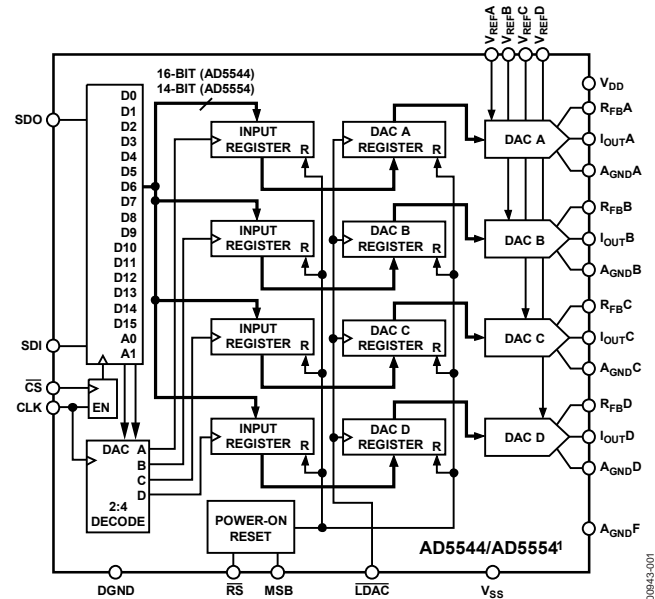 VREFA VREFB VREFC VREFD
16-BIT (AD5544)
14-BIT (AD5554)
VDD
SDO
D0
D1
D2
D3
D4
D5
D6
D7
D8
D9
D10
D11
D12
D13
D14
D15
A0
A1
SDI
CS
CLK
EN
DAC A
B
C
D
2:4
DECODE
INPUT
REGISTER R
DAC A
REGISTER R
DAC A
RFBA
IOUTA
AGNDA
INPUT
REGISTER R
DAC B
REGISTER R
DAC B
RFBB
IOUTB
AGNDB
INPUT
REGISTER R
DAC C
REGISTER R
DAC C
RFBC
IOUTC
AGNDC
INPUT
REGISTER R
DAC D
REGISTER R
DAC D
RFBD
IOUTD
AGNDD
POWER-ON
RESET
AGNDF
AD5544/AD5554¹
DGND
RS
MSB
LDAC
VSS
00943-001